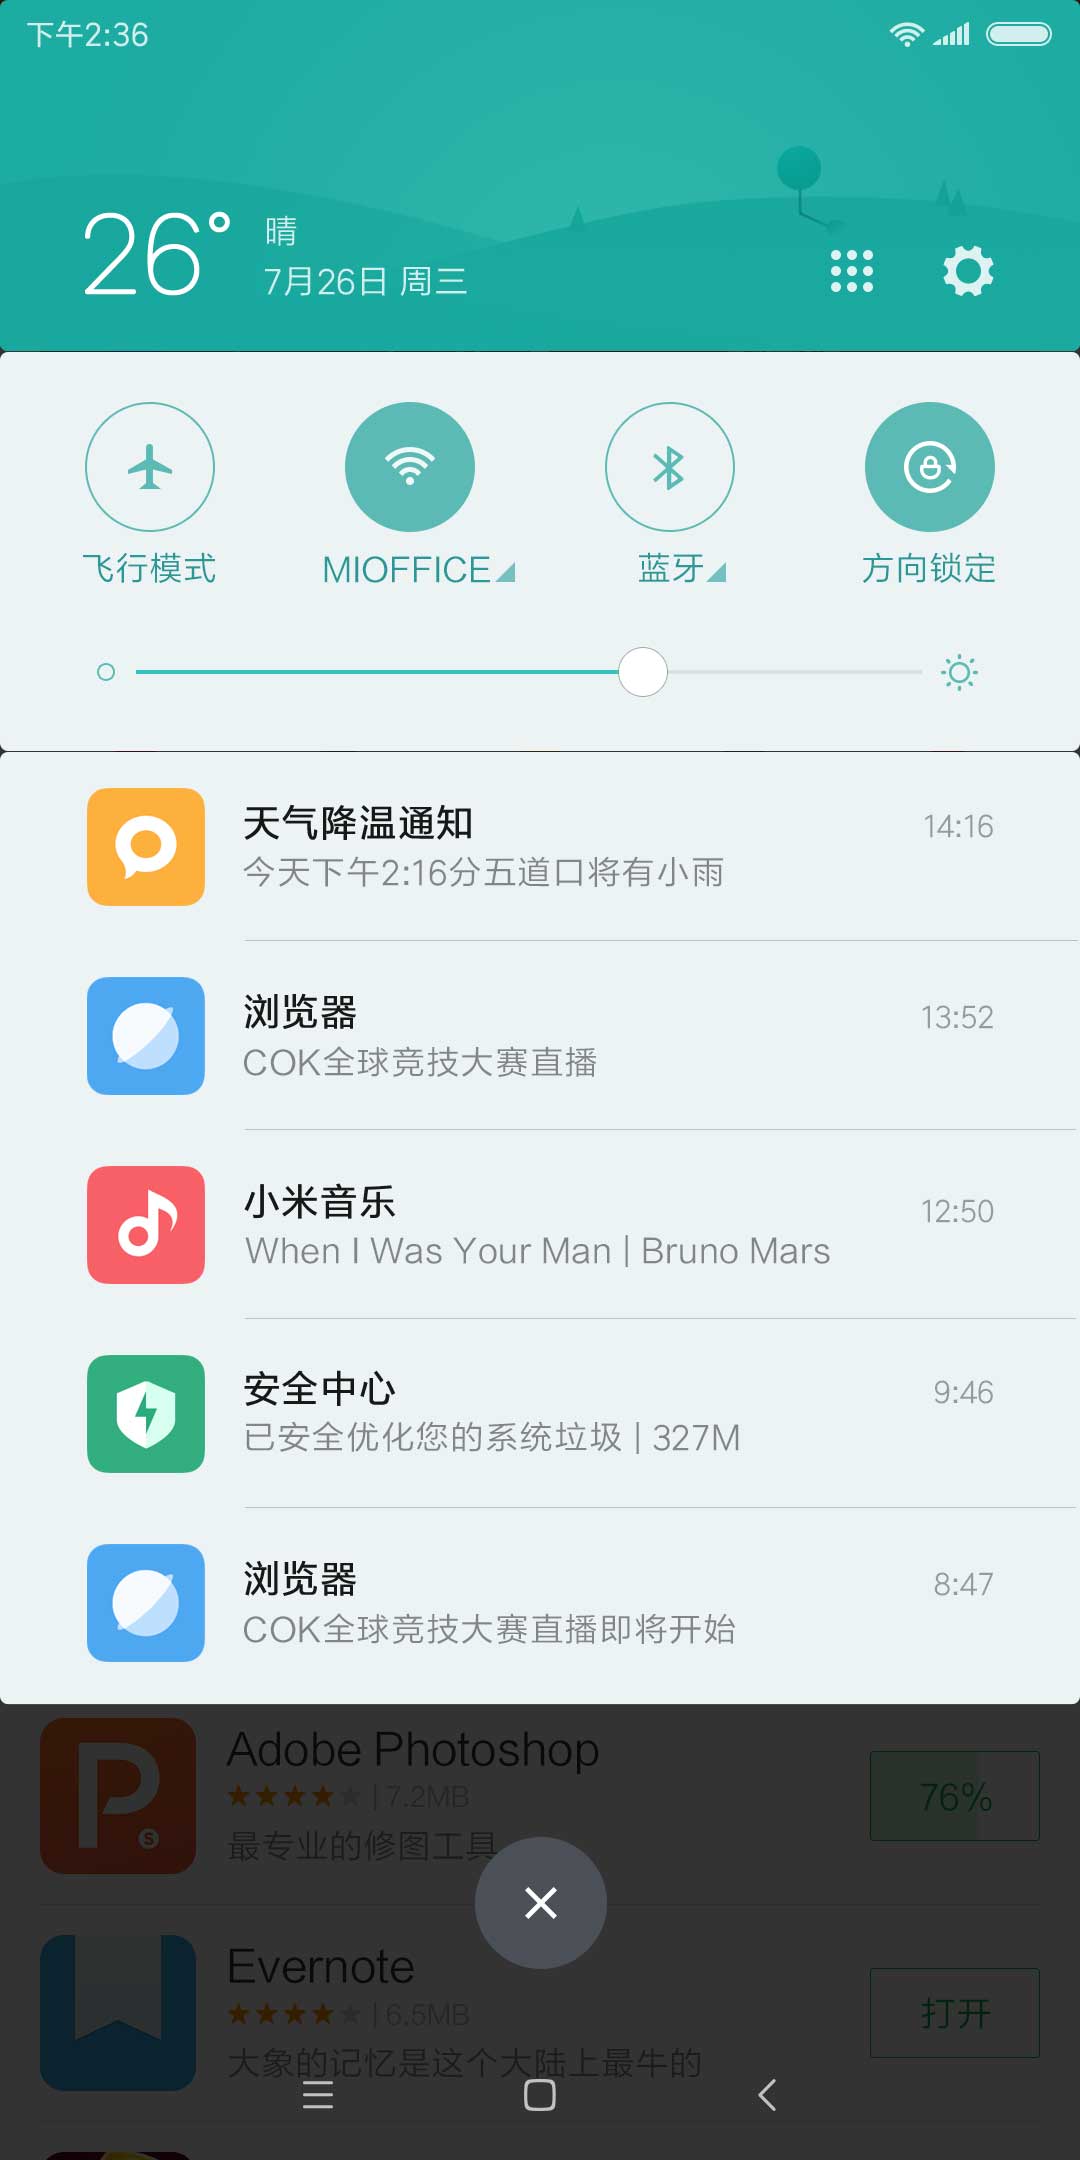 下午2:36
26°
晴
7月26日 周三
飞行模式
MIOFFICE
蓝牙
方向锁定
天气降温通知
14:16
今天下午2:16分五道口将有小雨
浏览器
13:52
COK全球竞技大赛直播
小米音乐
12:50
When I Was Your Man | Bruno Mars
安全中心
9:46
已安全优化您的系统垃圾 | 327M
浏览器
8:47
COK全球竞技大赛直播即将开始
Adobe Photoshop
| 7.2MB
76%
最专业的修图工具
Evernote
| 6.5MB
打开
大象的记忆是这个大陆上最牛的